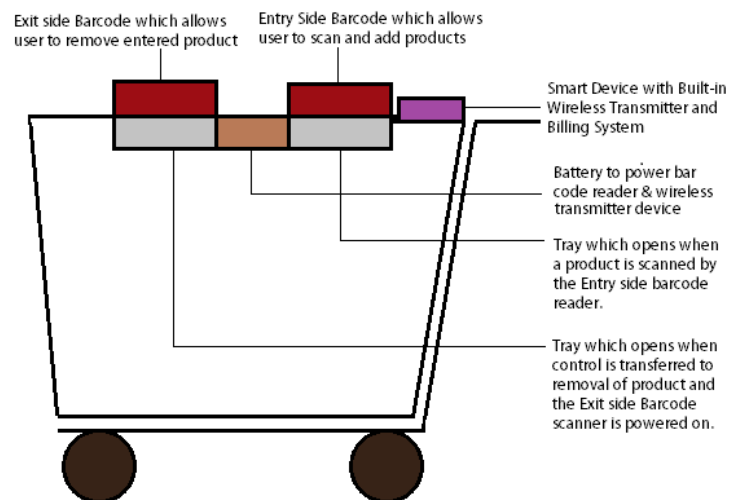 Exit side Barcode which allows
user to remove entered product
Entry Side Barcode which allows
user to scan and add products
Smart Device with Built-in
Wireless Transmitter and
Billing System
Battery to power bar
code reader & wireless
transmitter device
Tray which opens when
a product is scanned by
the Entry side barcode
reader.
Tray which opens when
control is transferred to
removal of product and
the Exit side Barcode
scanner is powered on.